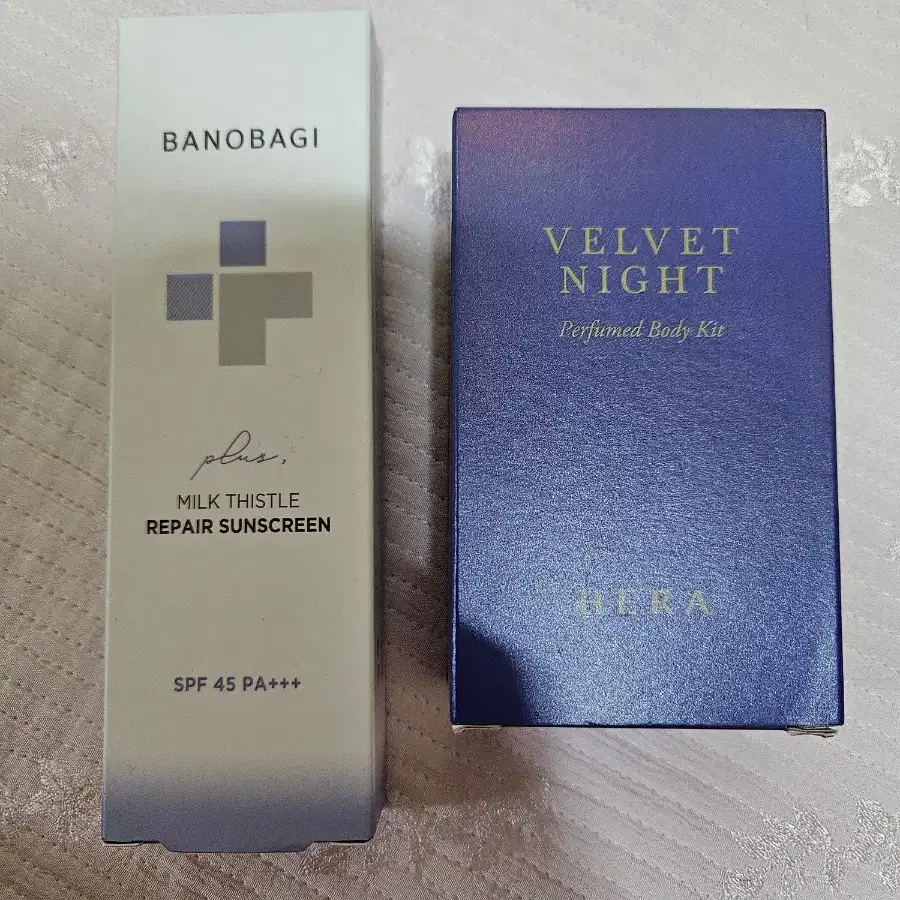 BANOBAGI
plus,
MILK THISTLE
REPAIR SUNSCREEN
SPF 45 PA+++
VELVET
NIGHT
Perfumed Body Kit
HERA